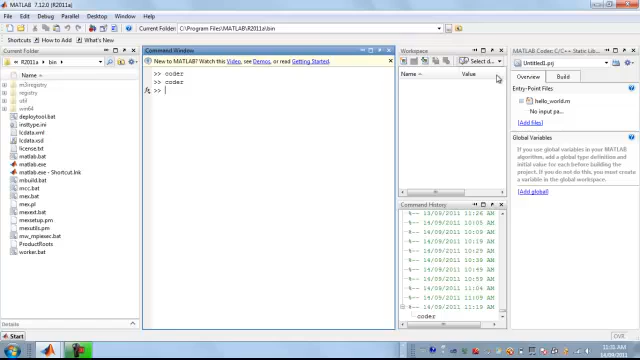 MATLAB 7.12.0 (R2011a)
File Edit Debug Parallel Desktop Window Help
Current Folder: C:\Program Files\MATLAB\R2011a\bin
Shortcuts How to Add What's New
Current Folder
« R2011a » bin
Name
m3iregistry
registry
util
win64
deploytool.bat
insttype.ini
lcdata.xml
lcdata.xsd
license.txt
matlab.bat
matlab.exe
matlab.exe - Shortcut.lnk
mbuild.bat
mcc.bat
mex.bat
mex.pl
mexext.bat
mexsetup.pm
mexutils.pm
mw_mpiexec.bat
ProductRoots
worker.bat
Details
Command Window
New to MATLAB? Watch this Video, see Demos, or read Getting Started.
>> coder
>> coder
fx >>
Workspace
Select d...
Name Value
Command History
%-- 13/09/2011 11:26 AM
%-- 14/09/2011 10:05 AM
%-- 14/09/2011 10:19 AM
%-- 14/09/2011 10:29 AM
%-- 14/09/2011 10:38 AM
%-- 14/09/2011 10:49 AM
%-- 14/09/2011 10:59 AM
%-- 14/09/2011 11:04 AM
%-- 14/09/2011 11:09 AM
%-- 14/09/2011 11:19 AM
coder
MATLAB Coder: C/C++ Static Lib...
Untitled1.prj
Overview Build
Entry-Point Files
hello_world.m
No input pa...
[Add files]
Global Variables
If you use global variables in your MATLAB
algorithm, add a global type definition and
initial value for each before building the
project. If you do not do this, you must create
a variable in the global workspace.
[Add global]
Start
OVR
14/09/2011